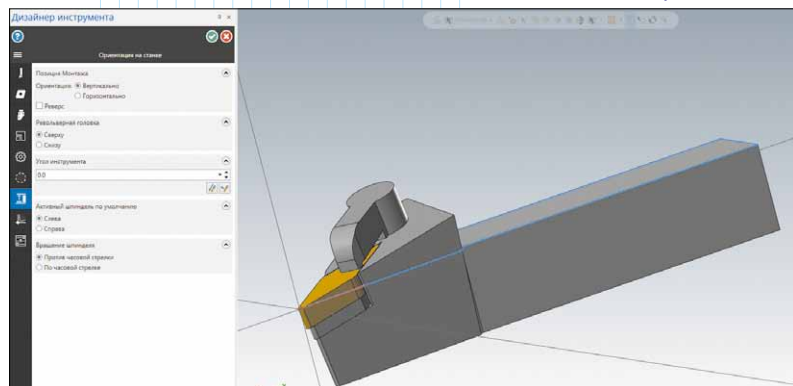 Дизайнер инструмента
Ориентация на станке
Позиция Монтажа
Ориентация: Вертикально
Горизонтально
Реверс
Револьверная головка
Сверху
Снизу
Угол инструмента
0.0
Активный шпиндель по умолчанию
Слева
Справа
Вращение шпинделя
Против часовой стрелки
По часовой стрелке